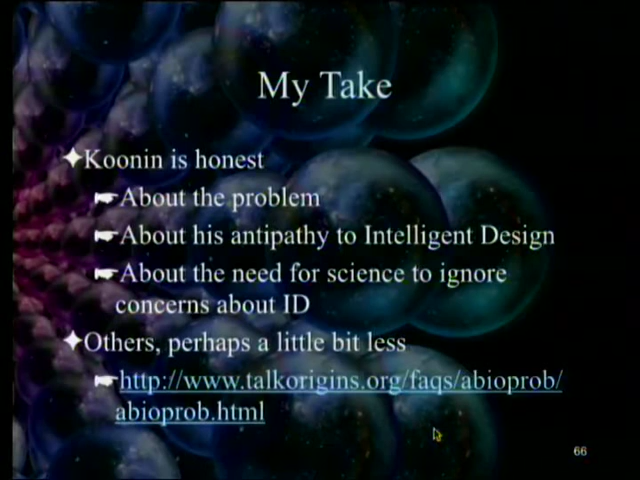 My Take
Koonin is honest
About the problem
About his antipathy to Intelligent Design
About the need for science to ignore
concerns about ID
Others, perhaps a little bit less
http://www.talkorigins.org/faqs/abioprob/
abioprob.html
66